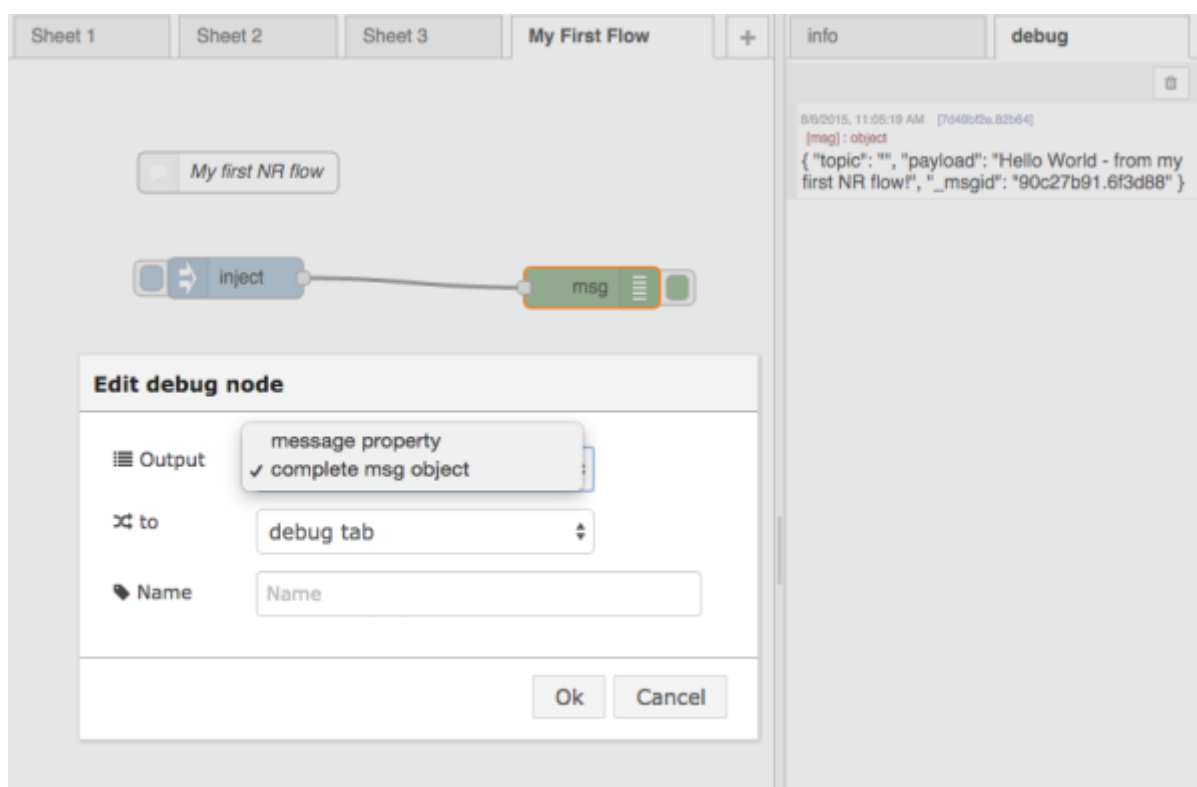 Sheet 1
Sheet 2
Sheet 3
My First Flow
+
info
debug
8/6/2015, 11:05:19 AM [7d49bf2e.82b64]
[msg] : object
{ "topic": "", "payload": "Hello World - from my
first NR flow!", "_msgid": "90c27b91.6f3d88" }
My first NR flow
inject
msg
Edit debug node
Output
message property
✓ complete msg object
to
debug tab
Name
Name
Ok
Cancel